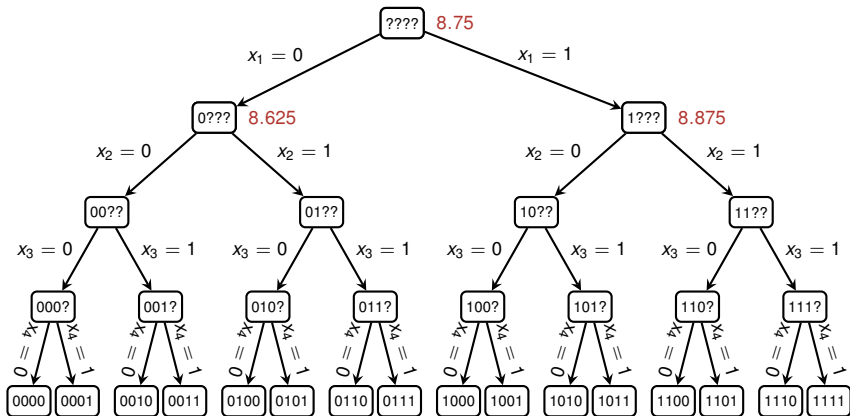 ???? 8.75
x₁ = 0 x₁ = 1
0??? 8.625 1??? 8.875
x₂ = 0 x₂ = 1 x₂ = 0 x₂ = 1
00?? 01?? 10?? 11??
x₃ = 0 x₃ = 1 x₃ = 0 x₃ = 1 x₃ = 0 x₃ = 1 x₃ = 0 x₃ = 1
000? 001? 010? 011? 100? 101? 110? 111?
x₄ = 0 x₄ = 1 x₄ = 0 x₄ = 1 x₄ = 0 x₄ = 1 x₄ = 0 x₄ = 1 x₄ = 0 x₄ = 1 x₄ = 0 x₄ = 1 x₄ = 0 x₄ = 1 x₄ = 0 x₄ = 1
0000 0001 0010 0011 0100 0101 0110 0111 1000 1001 1010 1011 1100 1101 1110 1111